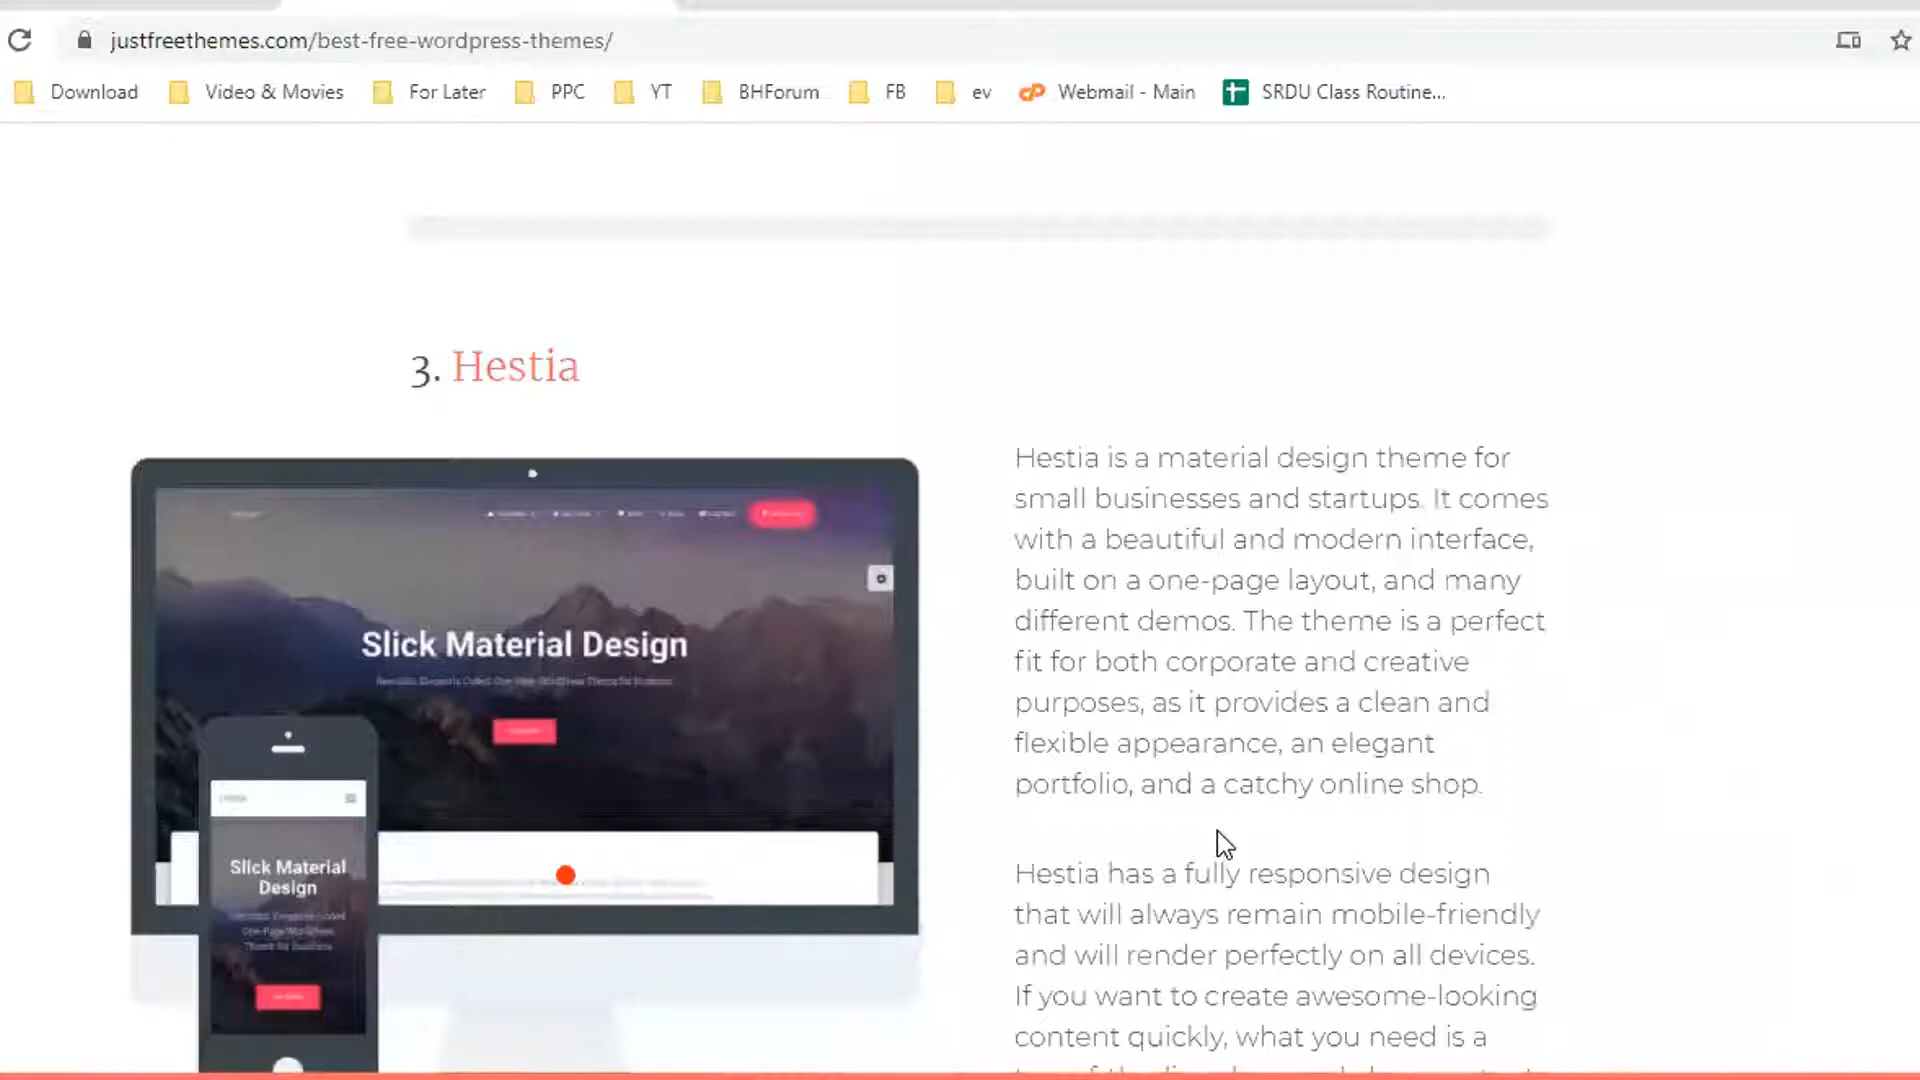 justfreethemes.com/best-free-wordpress-themes/
Download Video & Movies For Later PPC YT BHForum FB ev Webmail - Main SRDU Class Routine...
3. Hestia
Slick Material Design
Slick Material
Design
Hestia is a material design theme for
small businesses and startups. It comes
with a beautiful and modern interface,
built on a one-page layout, and many
different demos. The theme is a perfect
fit for both corporate and creative
purposes, as it provides a clean and
flexible appearance, an elegant
portfolio, and a catchy online shop.
Hestia has a fully responsive design
that will always remain mobile-friendly
and will render perfectly on all devices.
If you want to create awesome-looking
content quickly, what you need is a